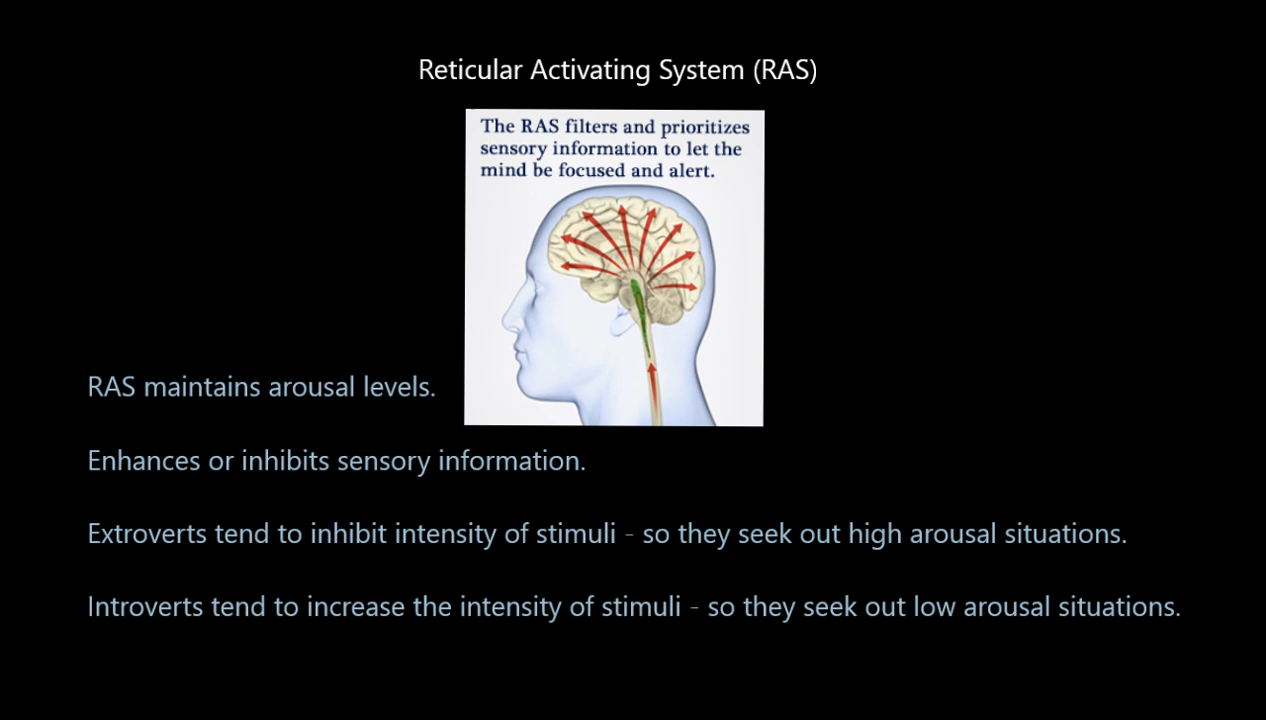 Reticular Activating System (RAS)
The RAS filters and prioritizes
sensory information to let the
mind be focused and alert.
RAS maintains arousal levels.
Enhances or inhibits sensory information.
Extroverts tend to inhibit intensity of stimuli - so they seek out high arousal situations.
Introverts tend to increase the intensity of stimuli - so they seek out low arousal situations.